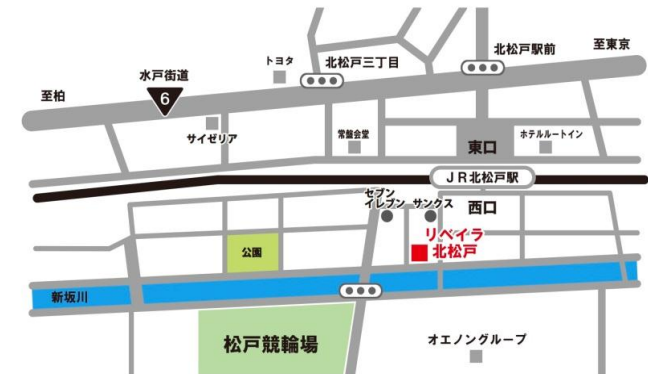 北松戸駅前
至東京
北松戸三丁目
トヨタ
水戸街道
6
至柏
サイゼリア
常盤会堂
東口
ホテルルートイン
JR北松戸駅
セブン
イレブン
サンクス
西口
リベイラ
北松戸
公園
新坂川
松戸競輪場
オエノングループ